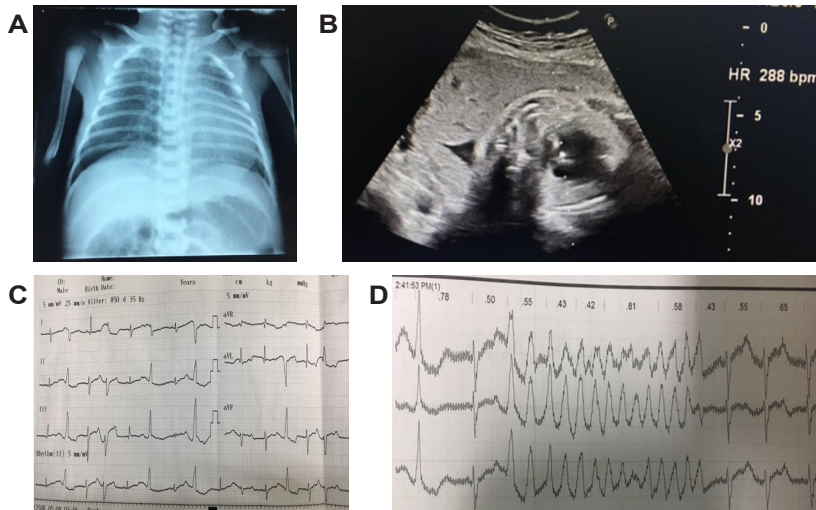 A
B
0
HR 288 bpm
5
X2
10
C
ID:
Name:
Male
Birth Date:
Years
cm
kg
mmHg
5 mm/mV 25 mm/s Filter: H50 d 35 Hz
5 mm/mV
I
aVR
II
aVL
III
aVF
Rhythm(II) 5 mm/mV
D
2:41:53 PM(1)
.78 .50 .55 .43 .42 .81 .58 .43 .55 .65